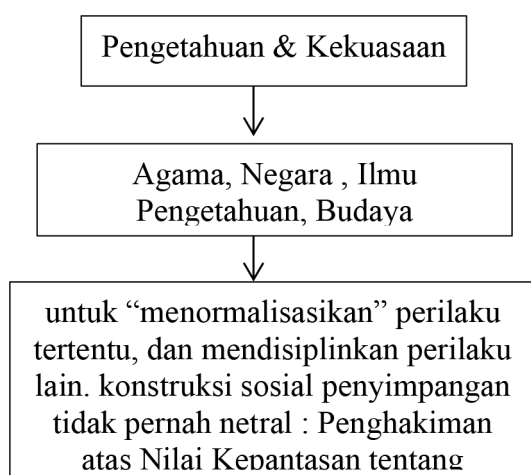 Pengetahuan & Kekuasaan
Agama, Negara , Ilmu
Pengetahuan, Budaya
untuk “menormalisasikan” perilaku
tertentu, dan mendisiplinkan perilaku
lain. konstruksi sosial penyimpangan
tidak pernah netral : Penghakiman
atas Nilai Kepantasan tentang